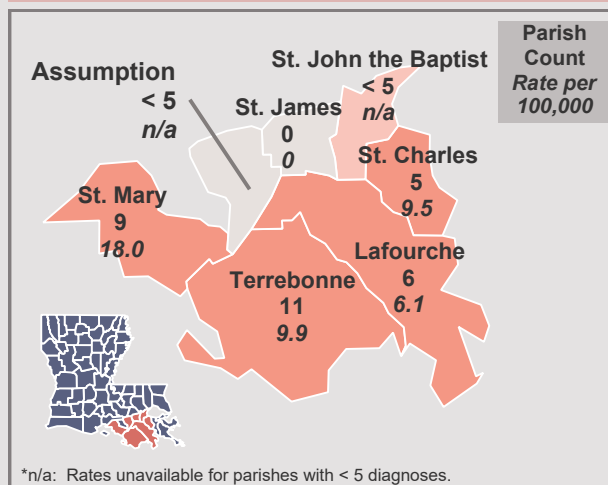 Parish
Count
Rate per
100,000
Assumption
< 5
n/a
St. James
0
0
St. John the Baptist
< 5
n/a
St. Charles
5
9.5
St. Mary
9
18.0
Lafourche
6
6.1
Terrebonne
11
9.9
*n/a:  Rates unavailable for parishes with < 5 diagnoses.